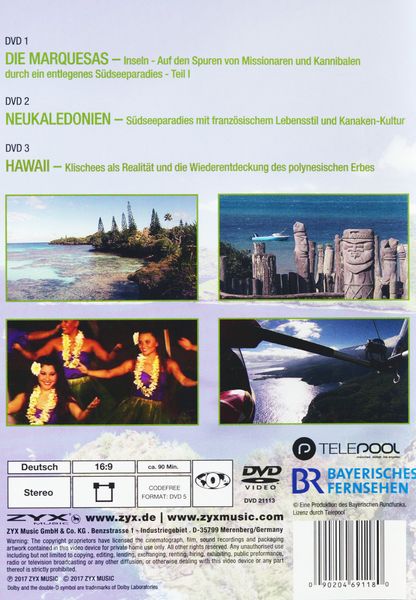 DVD 1
DIE MARQUESAS – Inseln - Auf den Spuren von Missionaren und Kannibalen
durch ein entlegenes Südseeparadies - Teil I
DVD 2
NEUKALEDONIEN – Südseeparadies mit französischem Lebensstil und Kanaken-Kultur
DVD 3
HAWAII – Klischees als Realität und die Wiederentdeckung des polynesischen Erbes
TELEPOOL
Deutsch
16:9
ca. 90 Min.
DVD
VIDEO
DVD 21113
Stereo
CODEFREE
FORMAT: DVD 5
BR BAYERISCHES
FERNSEHEN
© Eine Produktion des Bayerischen Rundfunks,
Lizenz durch Telepool
ZYX Music GmbH & Co. KG . Benzstrasse 1 - Industriegebiet . D-35799 Merenberg/Germany
ZYX
MUSIC
www.zyx.de | www.zyxmusic.com
Warning: The copyright proprietors have licensed the cinematograph, film, sound recordings and packaging
artwork contained in this video device for private home use only. All rights are reserved. Any unauthorised use
including but not limited to copying, editing, lending, exxhanging, renting, hiring, exhibiting, public preformance,
radio or television broadcasting or any other diffusion, or otherwise dealing with this video device in any part
thereof is strictly prohibited.
℗ 2017 ZYX MUSIC © 2017 ZYX MUSIC
Dolby and the double-d symbol are trademarks of Dolby Laboratories
0 90204 69118 0